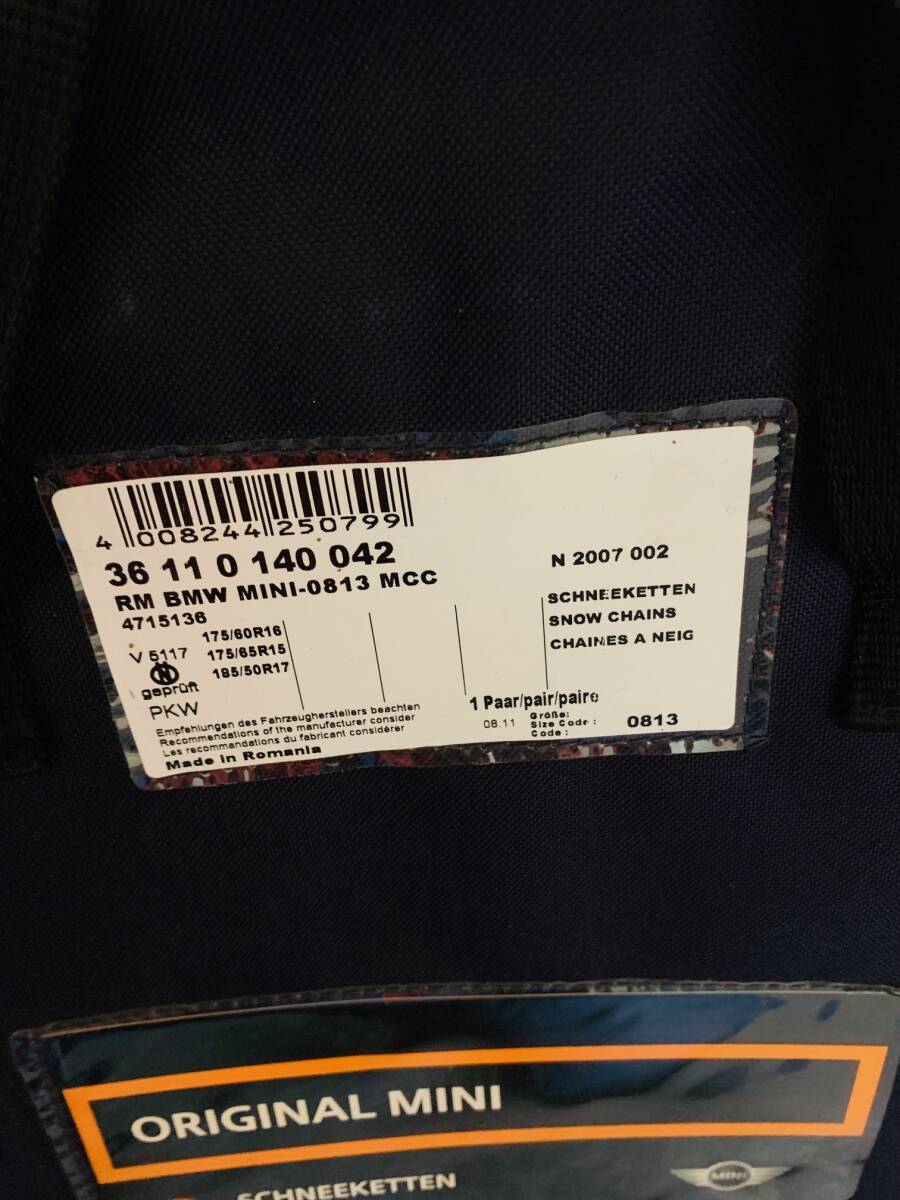 4 008244 250799
36 11 0 140 042
RM BMW MINI-0813 MCC
4715136
N 2007 002
SCHNEEKETTEN
SNOW CHAINS
CHAINES A NEIG
175/60R16
175/65R15
185/50R17
V 5117
N
geprüft
PKW
1 Paar/pair/paire
08.11
Größe:
Size Code :
Code :
0813
Empfehlungen des Fahrzeugherstellers beachten
Recommendations of the manufacturer consider
Les recommandations du fabricant considérer
Made in Romania
ORIGINAL MINI
SCHNEEKETTEN
MINI